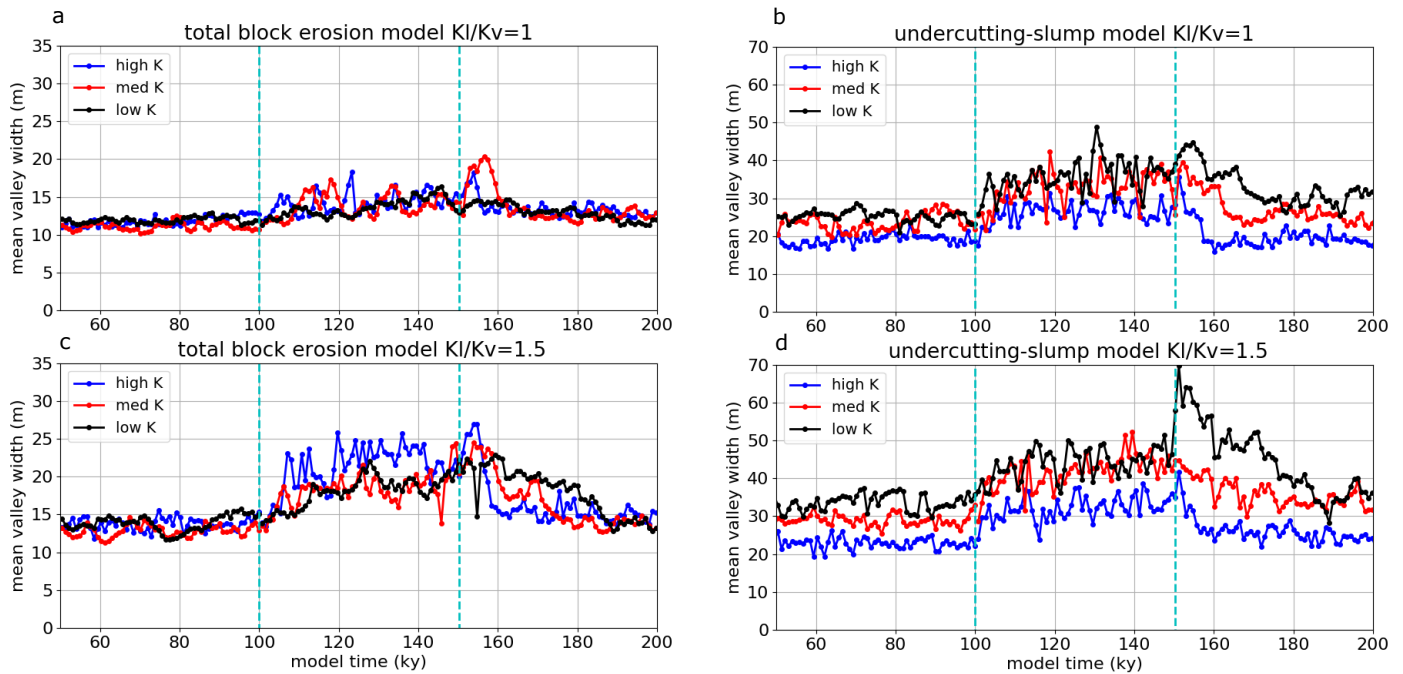 a
total block erosion model Kl/Kv=1
mean valley width (m)
35
30
25
20
15
10
5
0
high K
med K
low K
60 80 100 120 140 160 180 200
b
undercutting-slump model Kl/Kv=1
mean valley width (m)
70
60
50
40
30
20
10
0
high K
med K
low K
60 80 100 120 140 160 180 200
c
total block erosion model Kl/Kv=1.5
mean valley width (m)
35
30
25
20
15
10
5
0
high K
med K
low K
60 80 100 120 140 160 180 200
model time (ky)
d
undercutting-slump model Kl/Kv=1.5
mean valley width (m)
70
60
50
40
30
20
10
0
high K
med K
low K
60 80 100 120 140 160 180 200
model time (ky)